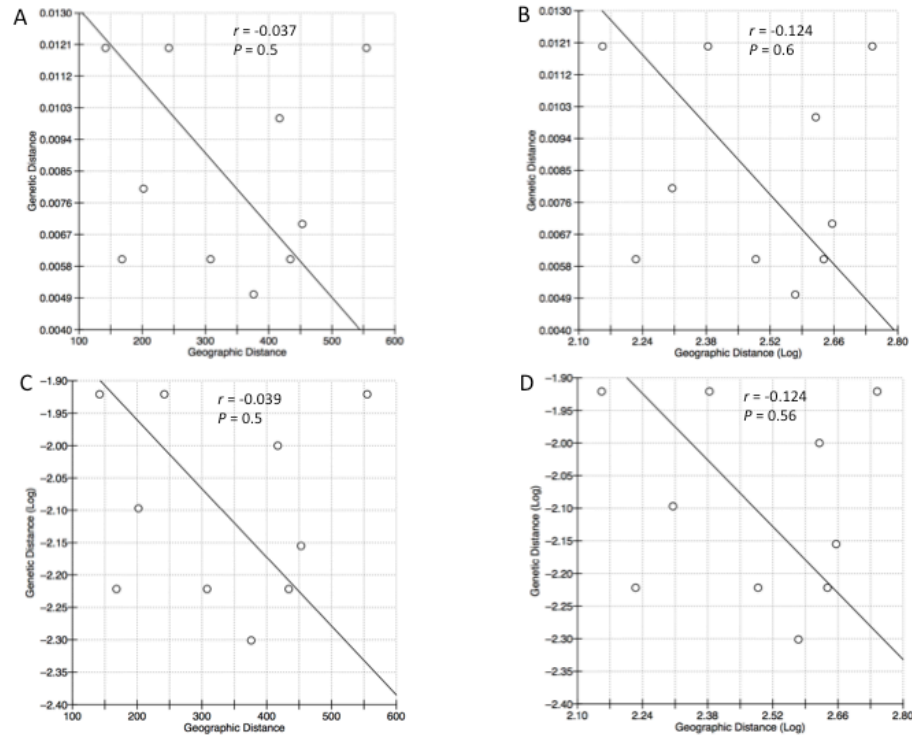 A
r = -0.037
P = 0.5
Genetic Distance
0.0130
0.0121
0.0112
0.0103
0.0094
0.0085
0.0076
0.0067
0.0058
0.0049
0.0040
100 200 300 400 500 600
Geographic Distance
B
r = -0.124
P = 0.6
Genetic Distance
0.0130
0.0121
0.0112
0.0103
0.0094
0.0085
0.0076
0.0067
0.0058
0.0049
0.0040
2.10 2.24 2.38 2.52 2.66 2.80
Geographic Distance (Log)
C
r = -0.039
P = 0.5
Genetic Distance (Log)
−1.90
−1.95
−2.00
−2.05
−2.10
−2.15
−2.20
−2.25
−2.30
−2.35
−2.40
100 200 300 400 500 600
Geographic Distance
D
r = -0.124
P = 0.56
Genetic Distance (Log)
−1.90
−1.95
−2.00
−2.05
−2.10
−2.15
−2.20
−2.25
−2.30
−2.35
−2.40
2.10 2.24 2.38 2.52 2.66 2.80
Geographic Distance (Log)